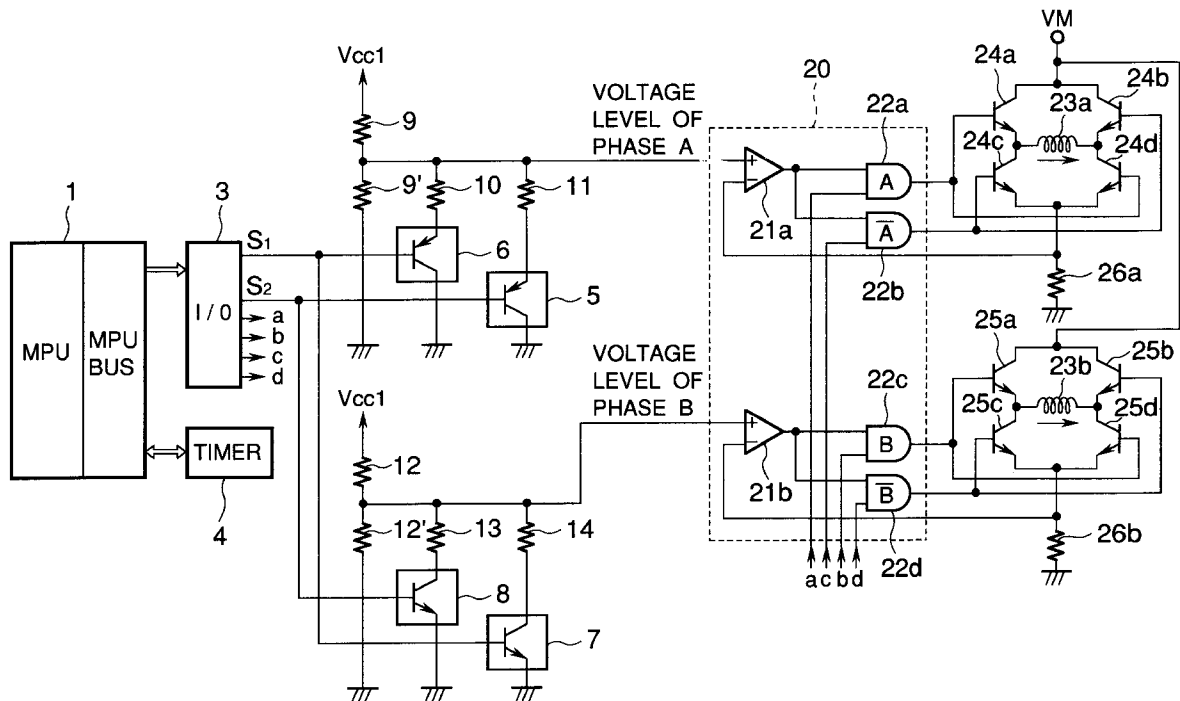 VM
24a
24b
20
Vcc1
VOLTAGE
LEVEL OF
PHASE A
22a
23a
9
24c
24d
A
9'
10
11
1
3
21a
A̅
S1
6
26a
22b
S2
5
25a
25b
I/O
a
VOLTAGE
LEVEL OF
PHASE B
MPU
MPU
BUS
b
22c
23b
c
d
25c
25d
Vcc1
B
TIMER
12
21b
B̅
4
12'
13
14
26b
a c b d
22d
8
7